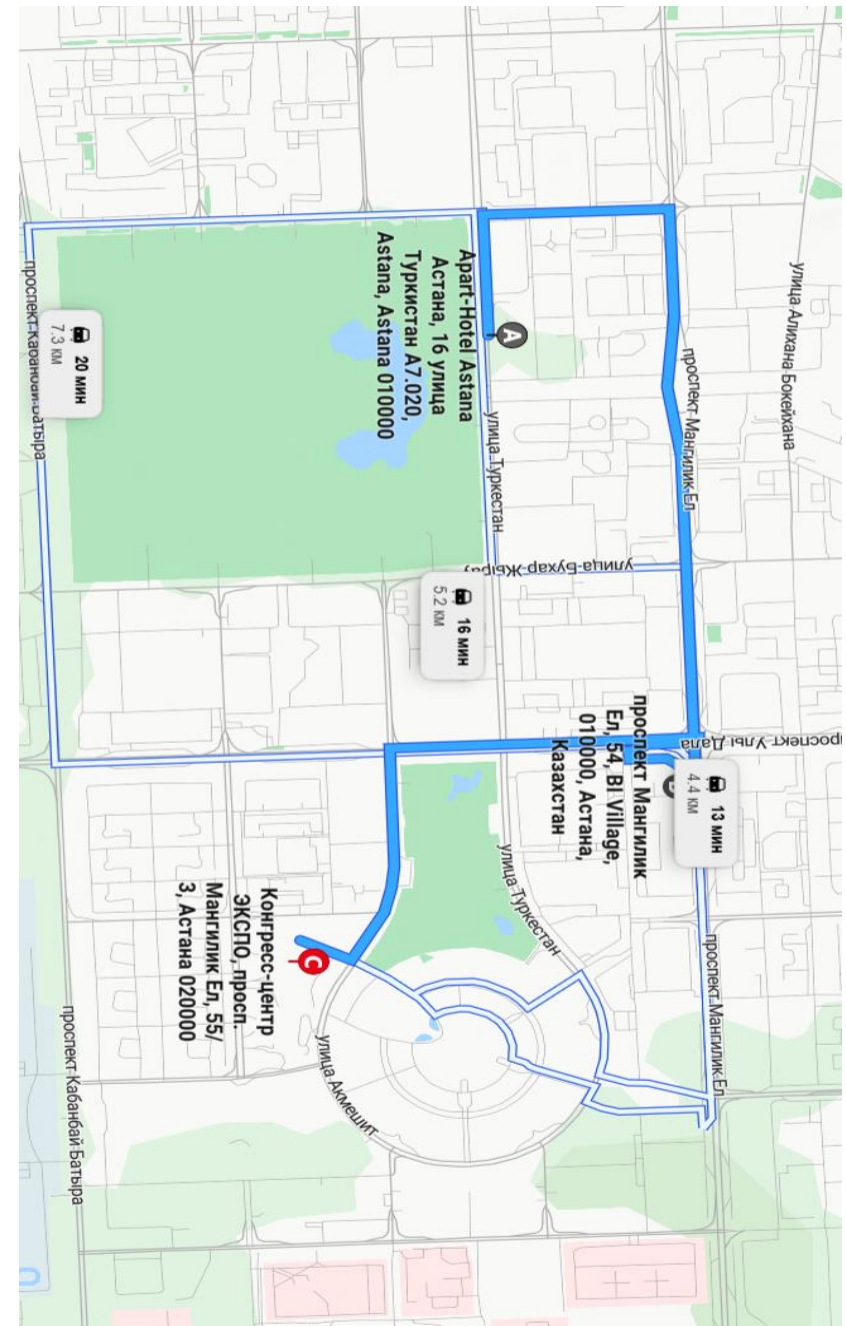 улица Алихана Бокейхана
проспект Мангилик Ел
A
Apart-Hotel Astana
Астана, 16 улица
Туркистан А7.020,
Astana, Astana 010000
улица Туркестан
20 мин
7.3 км
проспект Кабанбай Батыра
улица Бухар-Жырау
16 мин
5.2 км
проспект Улы Дала
проспект Мангилик
Ел, 54, BI Village,
010000, Астана,
Казахстан
13 мин
4.4 км
улица Туркестан
проспект Мангилик Ел
Конгресс-центр
ЭКСПО, просп.
Мангилик Ел, 55/
3, Астана 020000
C
улица Акмешит
проспект Кабанбай Батыра